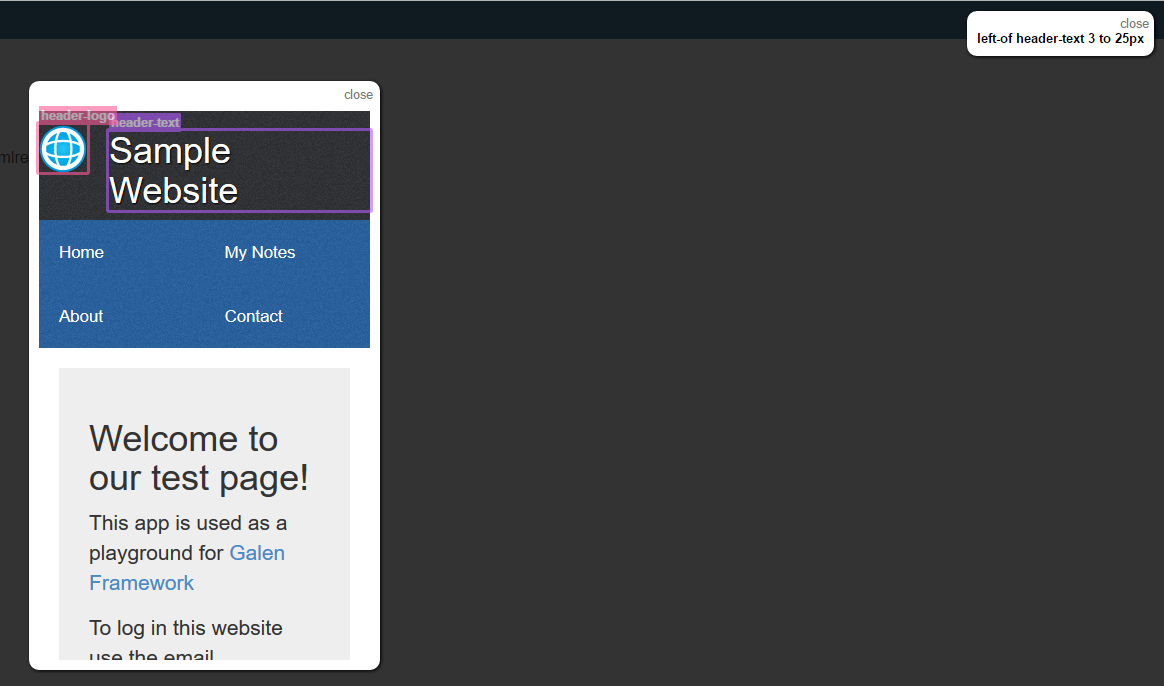 close
left-of header-text 3 to 25px
close
header-logo
header-text
Sample
Website
mlre
Home
My Notes
About
Contact
Welcome to
our test page!
This app is used as a
playground for Galen
Framework
To log in this website
use the email